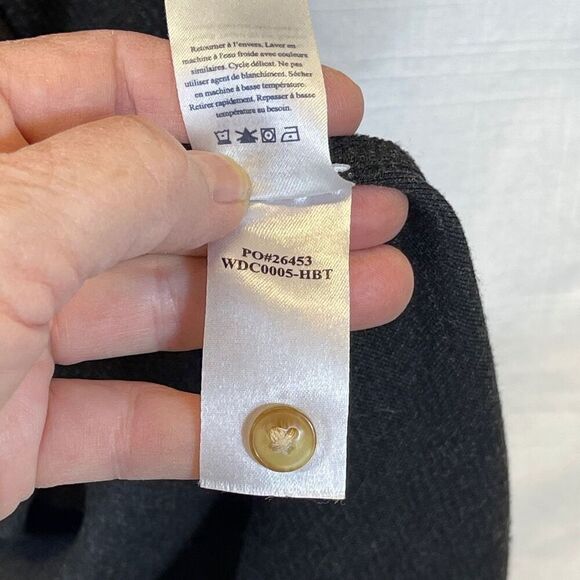 Retourner à l'envers. Laver en
machine à l'eau froide avec couleurs
similaires. Cycle délicat. Ne pas
utiliser agent de blanchiment. Sécher
en machine à basse température.
Retirer rapidement. Repasser à basse
température au besoin.
PO#26453
WDC0005-HBT